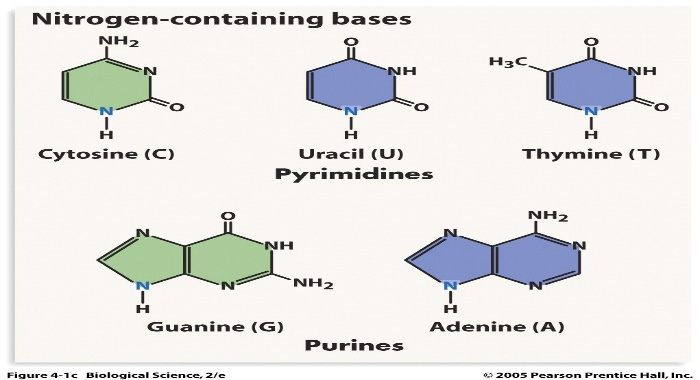 Nitrogen-containing bases
NH2
N
O
N
H
Cytosine (C)
O
NH
O
N
H
Uracil (U)
O
H3C
NH
O
N
H
Thymine (T)
Pyrimidines
N
O
NH
N
H
N
NH2
Guanine (G)
N
NH2
N
N
H
N
Adenine (A)
Purines
Figure 4-1c Biological Science, 2/e
© 2005 Pearson Prentice Hall, Inc.